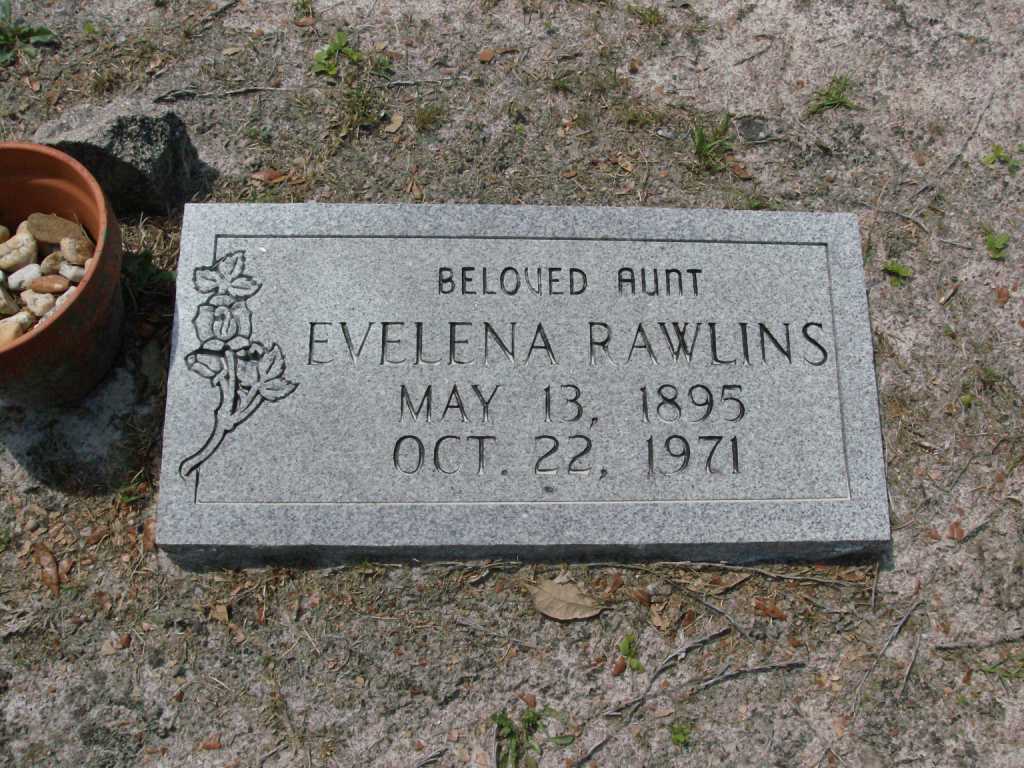 BELOVED AUNT
EVELENA RAWLINS
MAY 13, 1895
OCT. 22, 1971